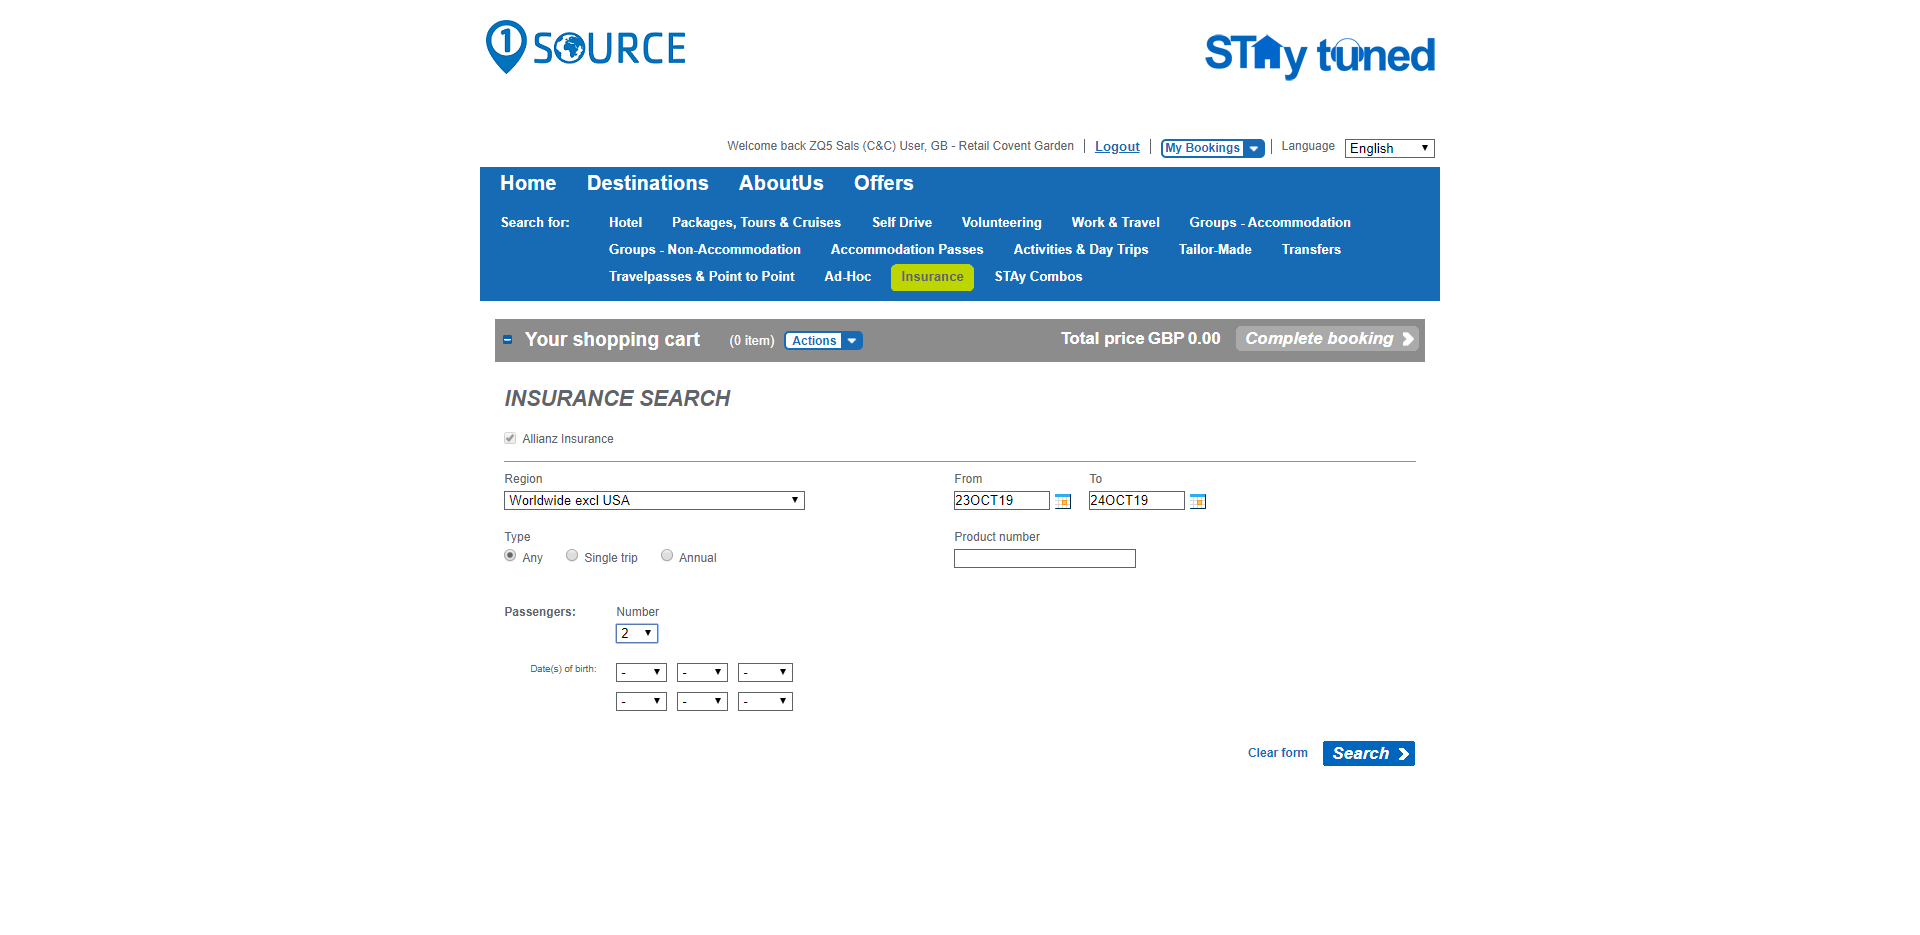 1 SOURCE
STAy tuned
Welcome back ZQ5 Sals (C&C) User, GB - Retail Covent Garden Logout My Bookings Language English
Home Destinations AboutUs Offers
Search for: Hotel Packages, Tours & Cruises Self Drive Volunteering Work & Travel Groups - Accommodation
Groups - Non-Accommodation Accommodation Passes Activities & Day Trips Tailor-Made Transfers
Travelpasses & Point to Point Ad-Hoc Insurance STAy Combos
Your shopping cart (0 item) Actions Total price GBP 0.00 Complete booking
INSURANCE SEARCH
Allianz Insurance
Region From To
Worldwide excl USA 23OCT19 24OCT19
Type Product number
Any Single trip Annual
Passengers: Number
2
Date(s) of birth: - - -
- - -
Clear form Search